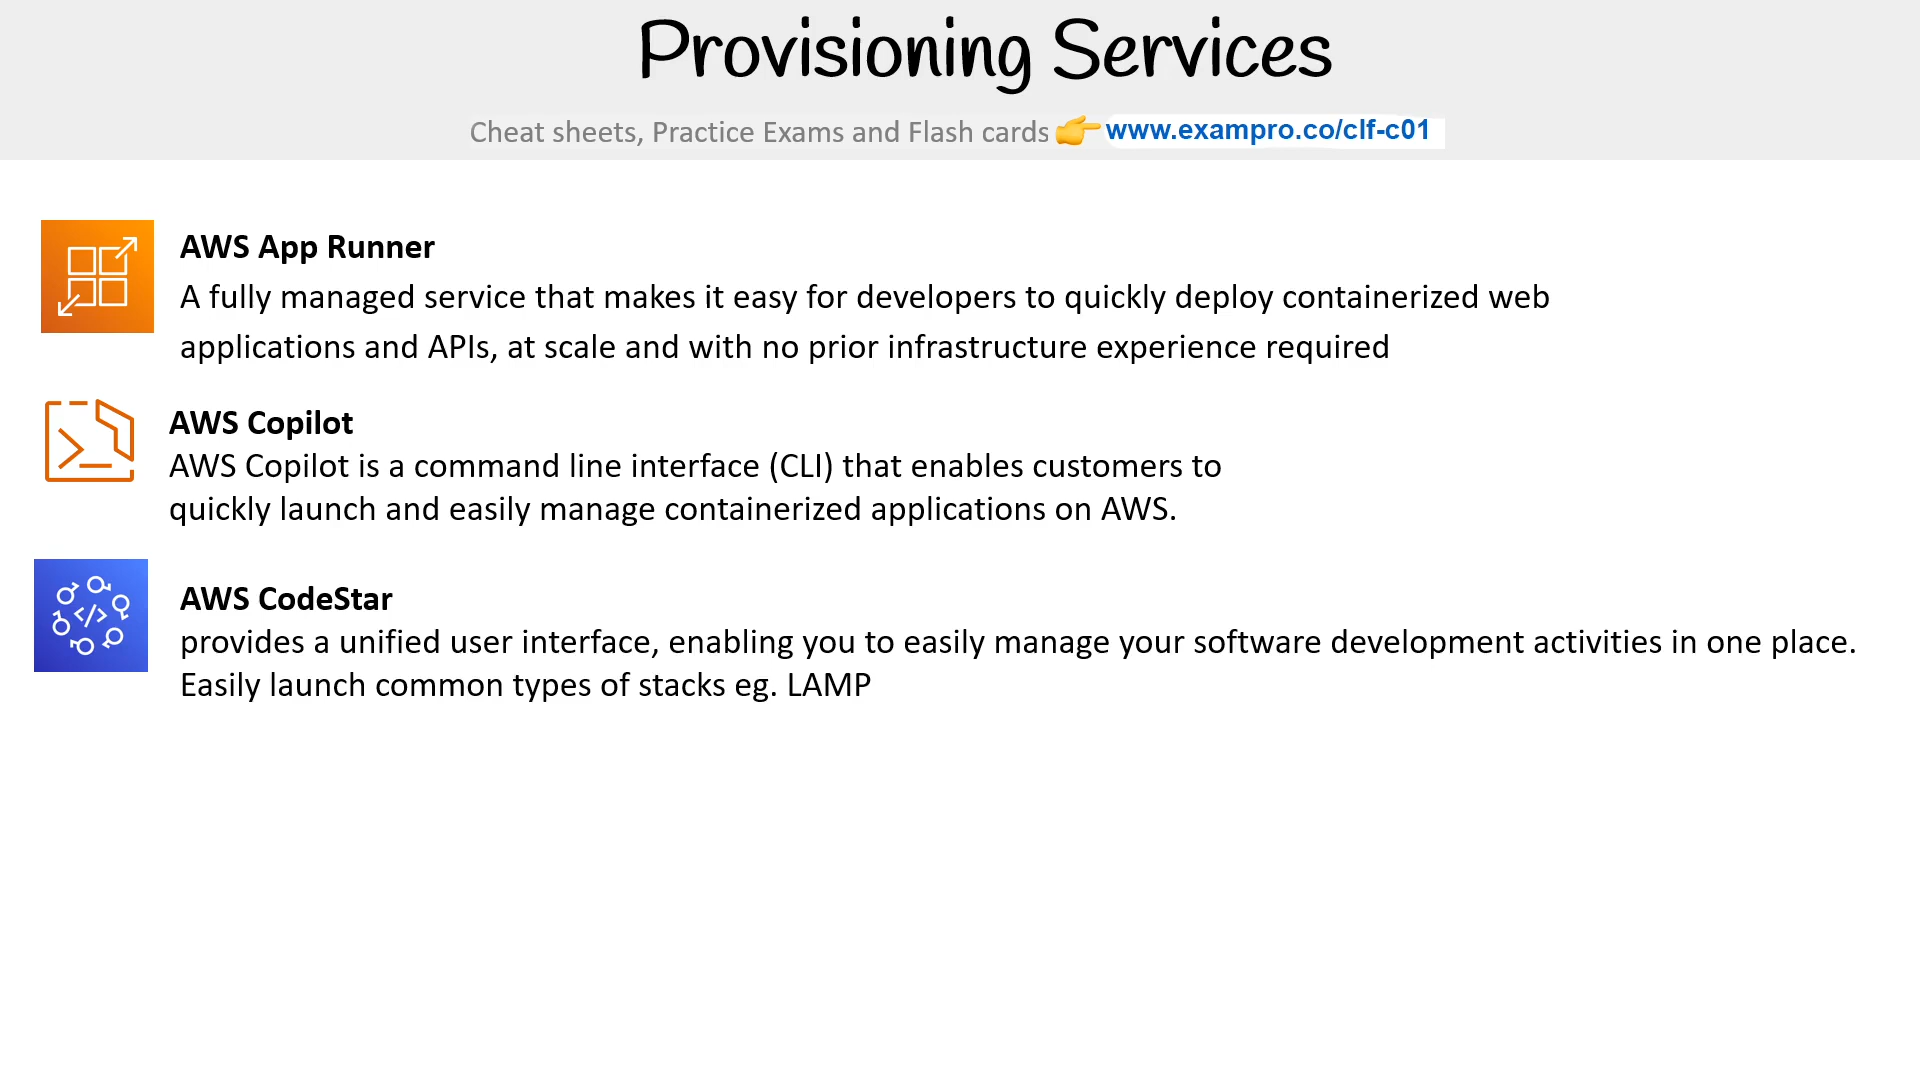 Provisioning Services
Cheat sheets, Practice Exams and Flash cards 👉 www.exampro.co/clf-c01
AWS App Runner
A fully managed service that makes it easy for developers to quickly deploy containerized web
applications and APIs, at scale and with no prior infrastructure experience required
AWS Copilot
AWS Copilot is a command line interface (CLI) that enables customers to
quickly launch and easily manage containerized applications on AWS.
AWS CodeStar
provides a unified user interface, enabling you to easily manage your software development activities in one place.
Easily launch common types of stacks eg. LAMP